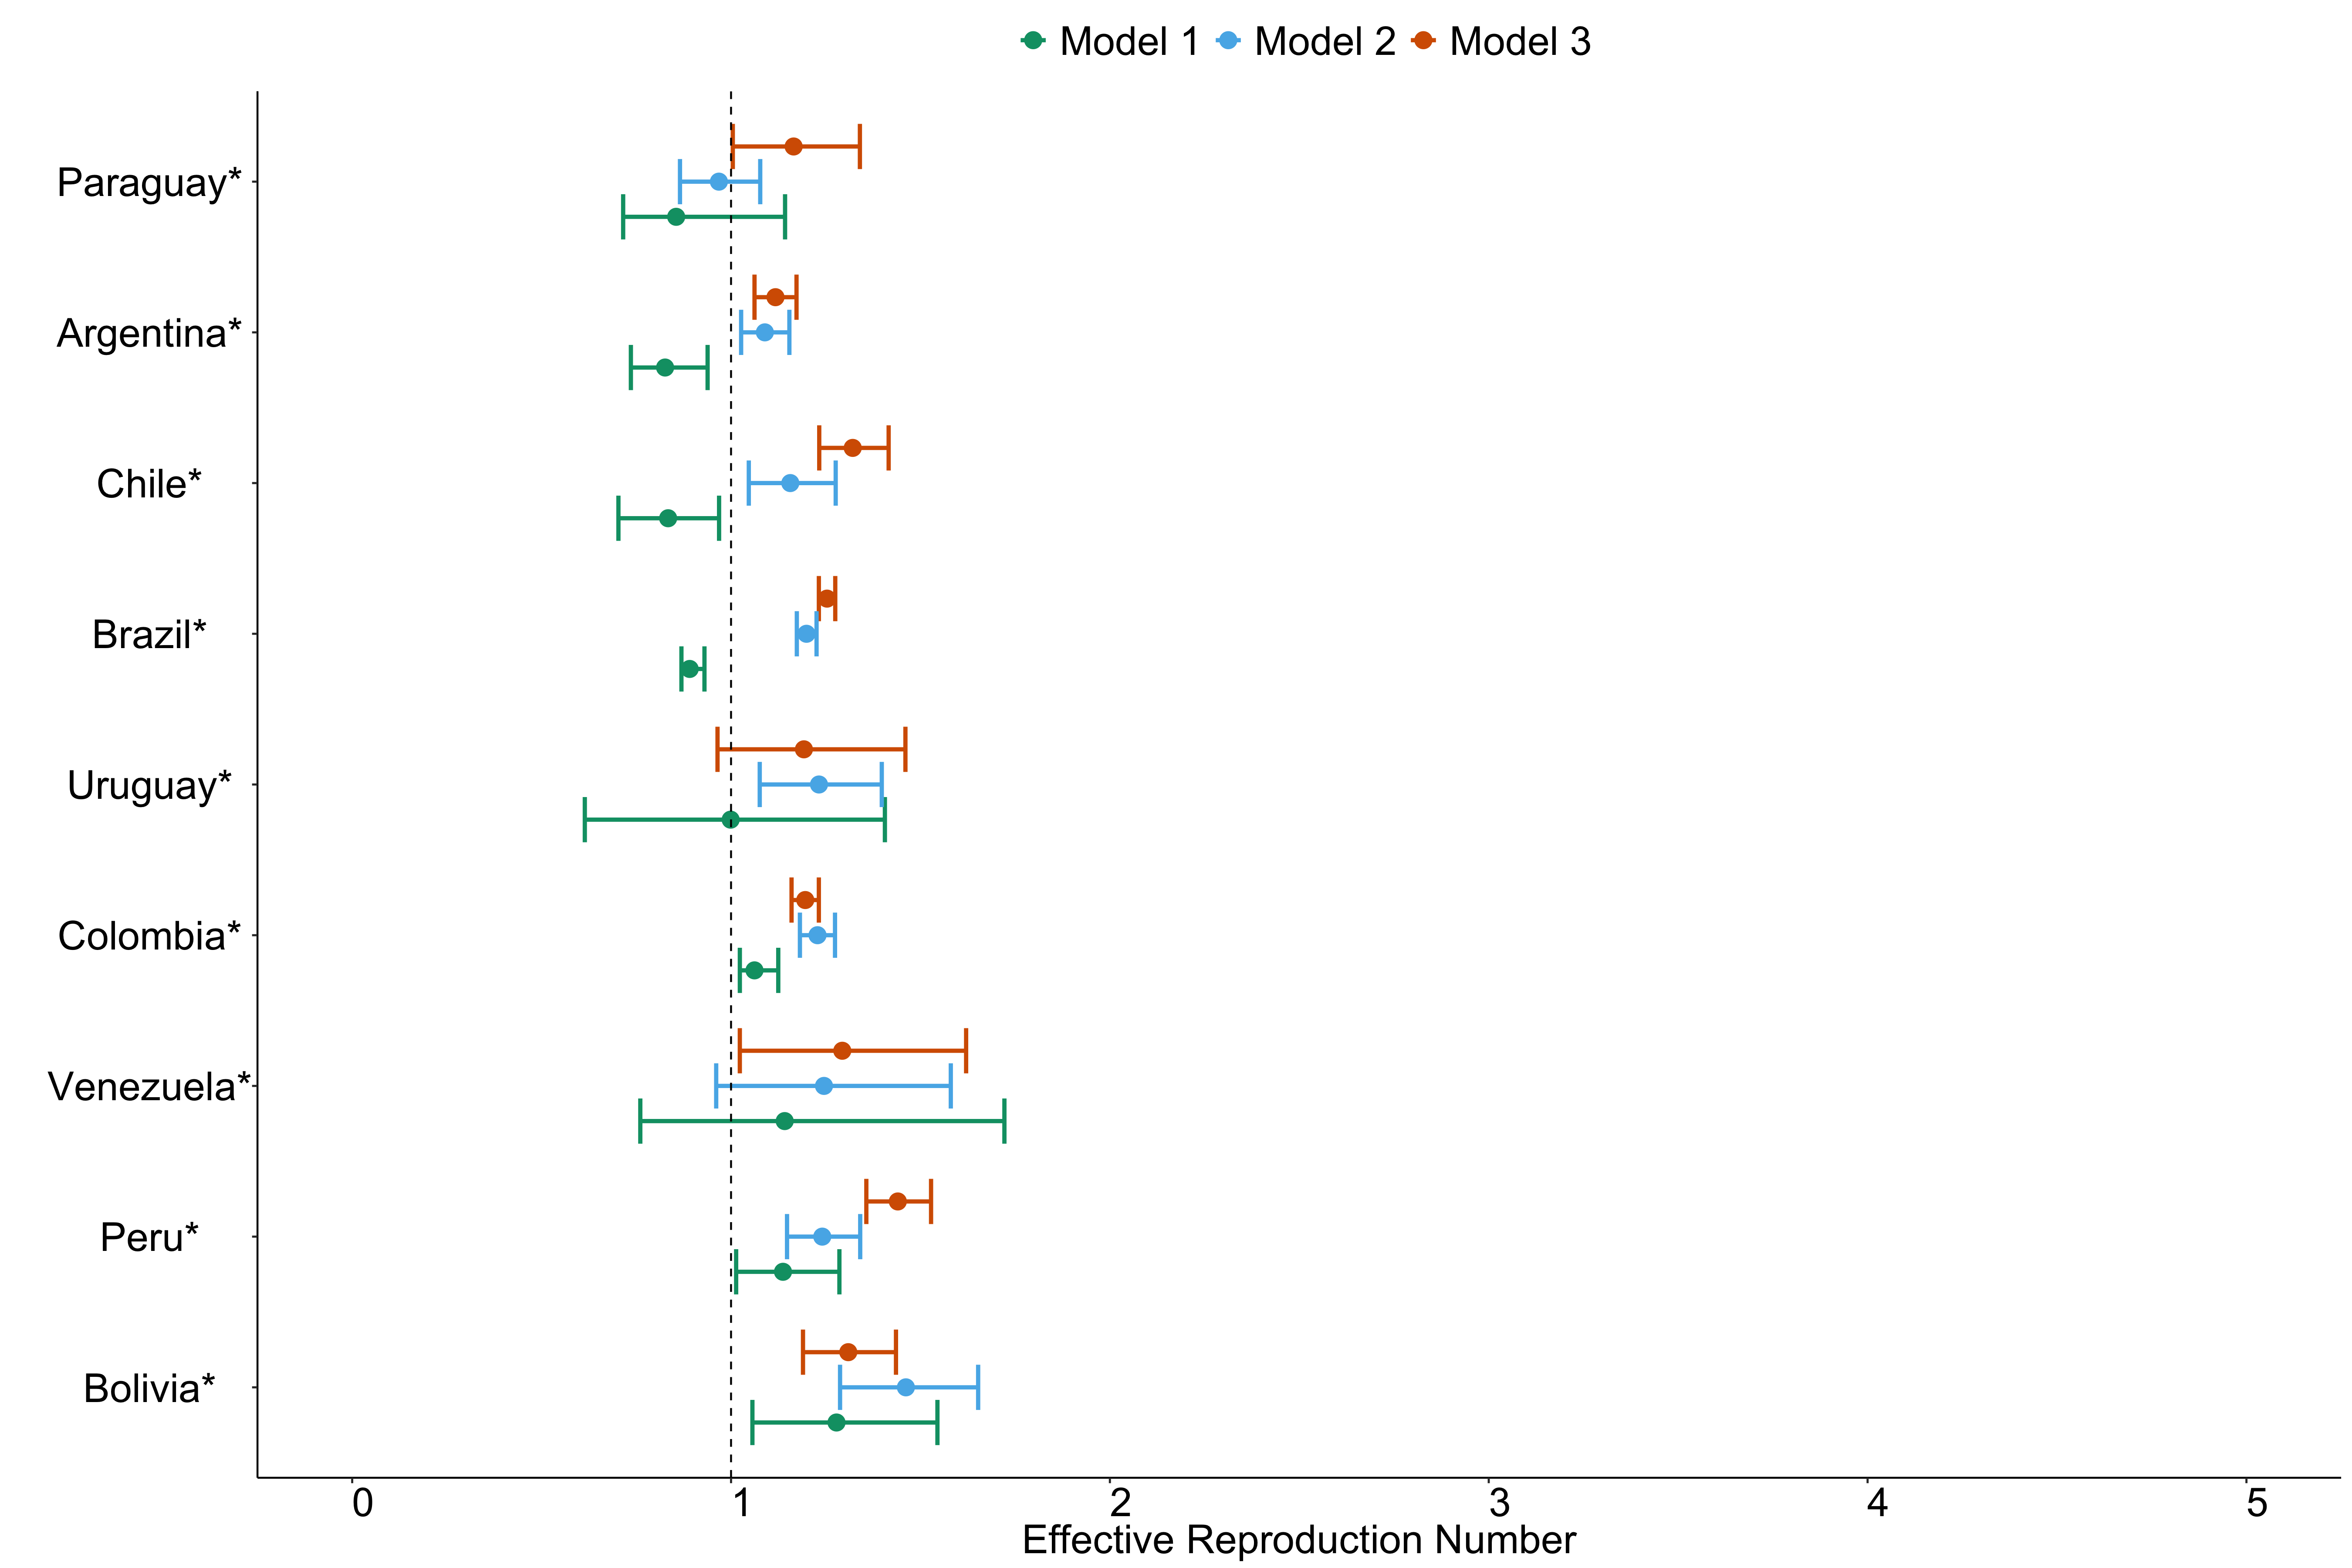 Model 1 Model 2 Model 3
Paraguay*
Argentina*
Chile*
Brazil*
Uruguay*
Colombia*
Venezuela*
Peru*
Bolivia*
0 1 2 3 4 5
Effective Reproduction Number